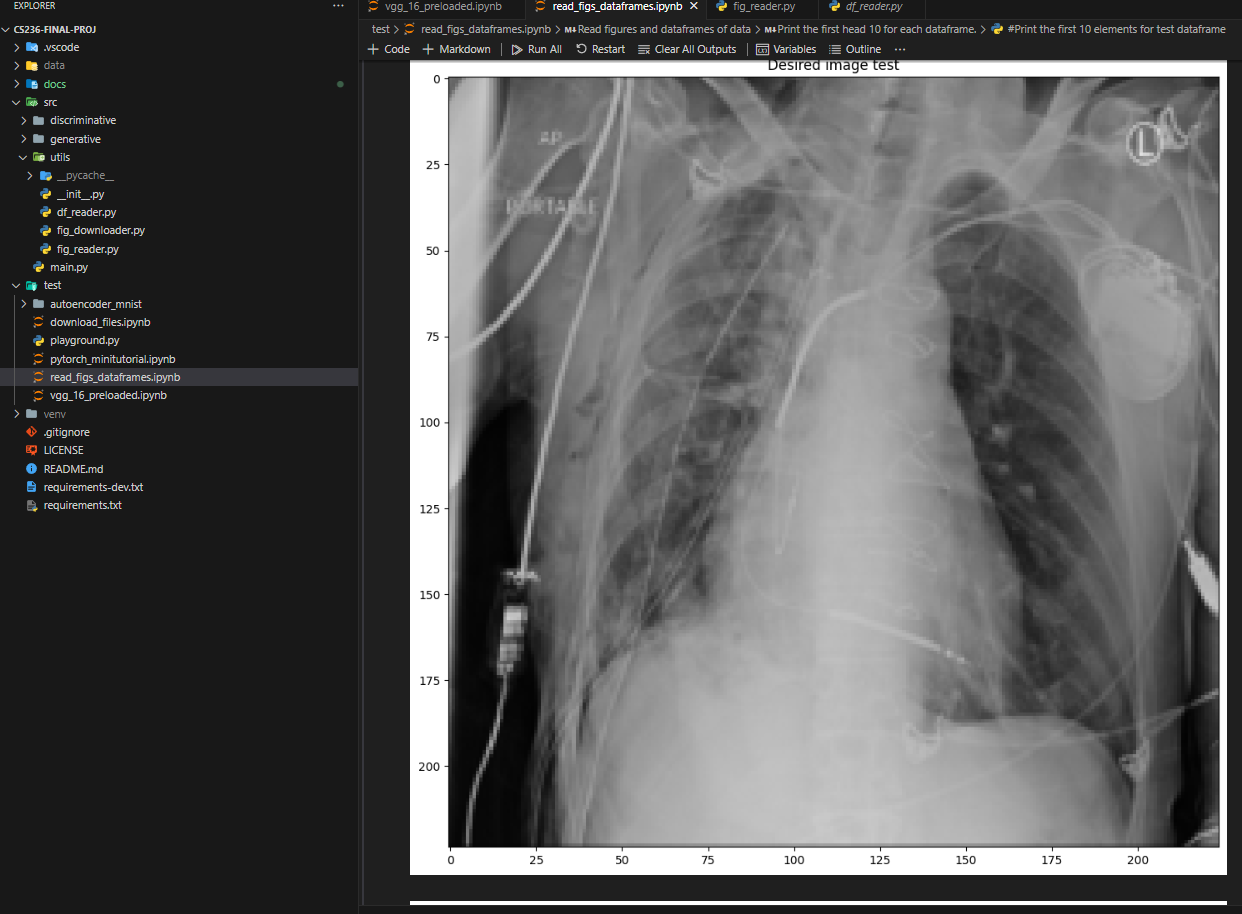 EXPLORER ···
CS236-FINAL-PROJ
.vscode
data
docs
src
discriminative
generative
utils
__pycache__
__init__.py
df_reader.py
fig_downloader.py
fig_reader.py
main.py
test
autoencoder_mnist
download_files.ipynb
playground.py
pytorch_minitutorial.ipynb
read_figs_dataframes.ipynb
vgg_16_preloaded.ipynb
venv
.gitignore
LICENSE
README.md
requirements-dev.txt
requirements.txt
vgg_16_preloaded.ipynb read_figs_dataframes.ipynb fig_reader.py df_reader.py
test > read_figs_dataframes.ipynb > M↓Read figures and dataframes of data > M↓Print the first head 10 for each dataframe. > #Print the first 10 elements for test dataframe
+ Code + Markdown Run All Restart Clear All Outputs Variables Outline ···
Desired image test
0
25
50
75
100
125
150
175
200
AP
PORTABLE
L
0 25 50 75 100 125 150 175 200